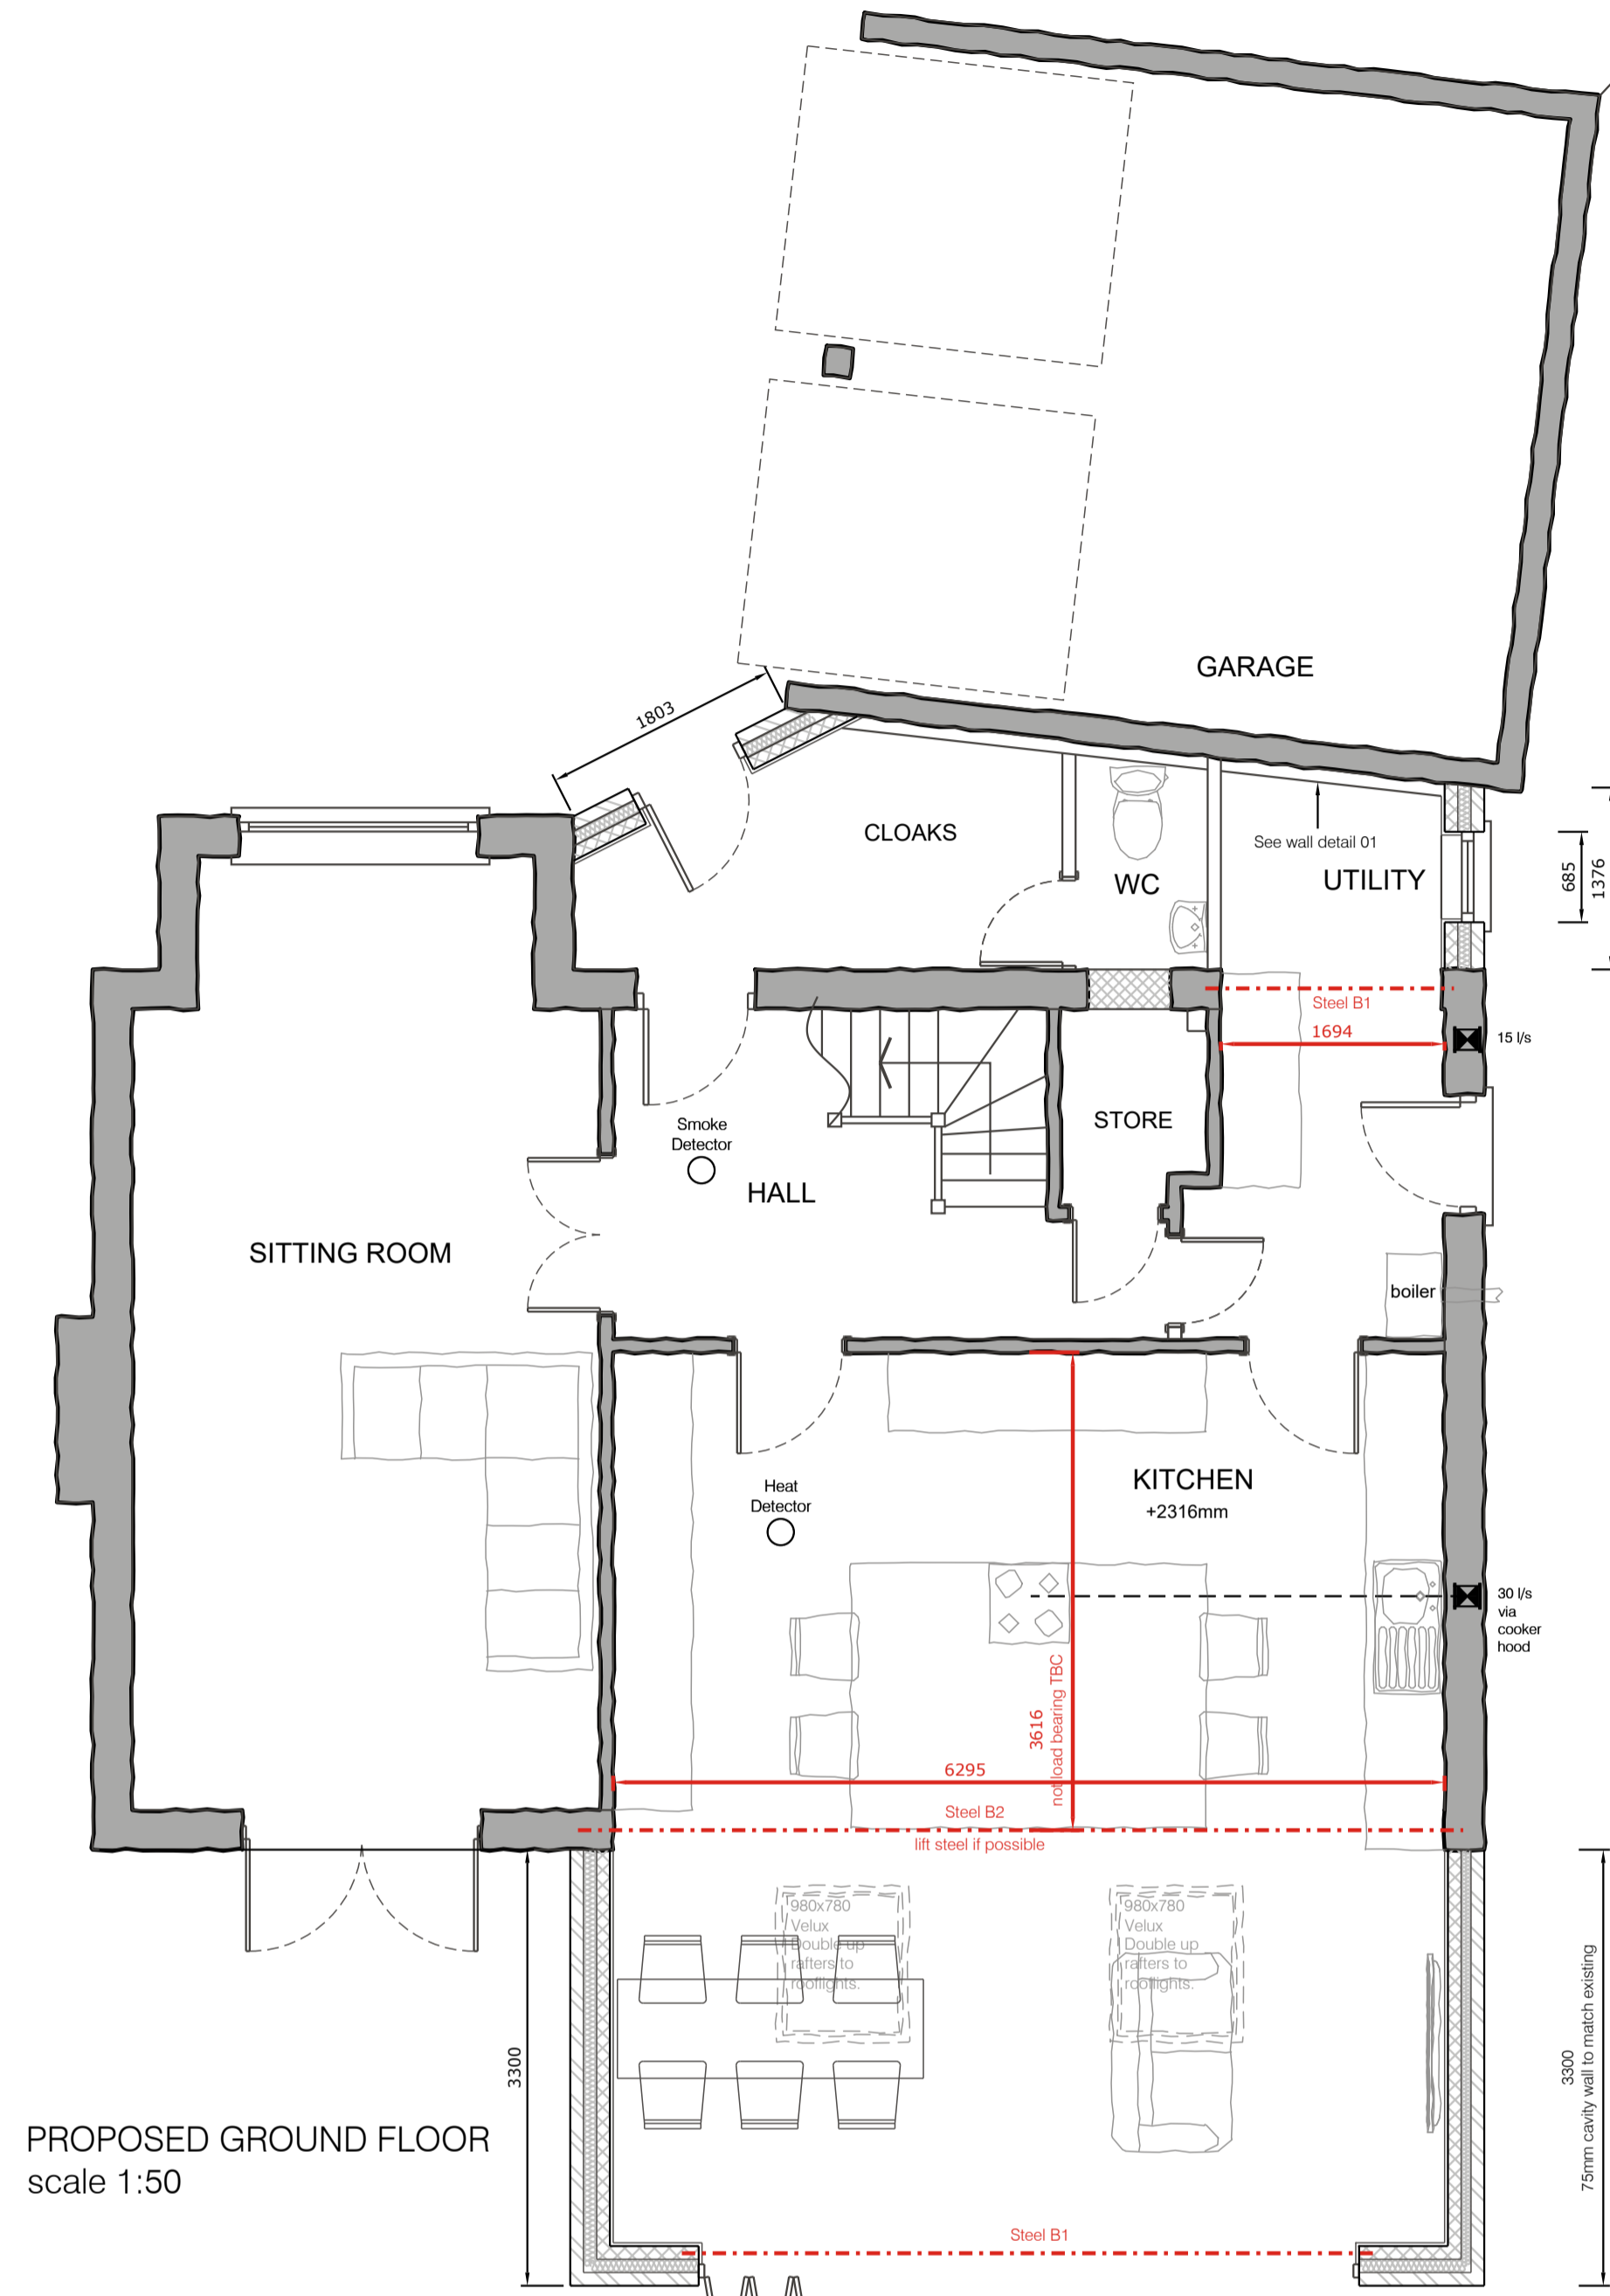 GARAGE
1803
CLOAKS
See wall detail 01
WC
UTILITY
685
1376
Steel B1
1694
15 l/s
STORE
Smoke
Detector
HALL
SITTING ROOM
boiler
KITCHEN
+2316mm
Heat
Detector
30 l/s
via
cooker
hood
3616
not load bearing TBC
6295
Steel B2
lift steel if possible
980x780
Velux
Double up
rafters to
rooflights.
980x780
Velux
Double up
rafters to
rooflights.
3300
3300
75mm cavity wall to match existing
PROPOSED GROUND FLOOR
scale 1:50
Steel B1